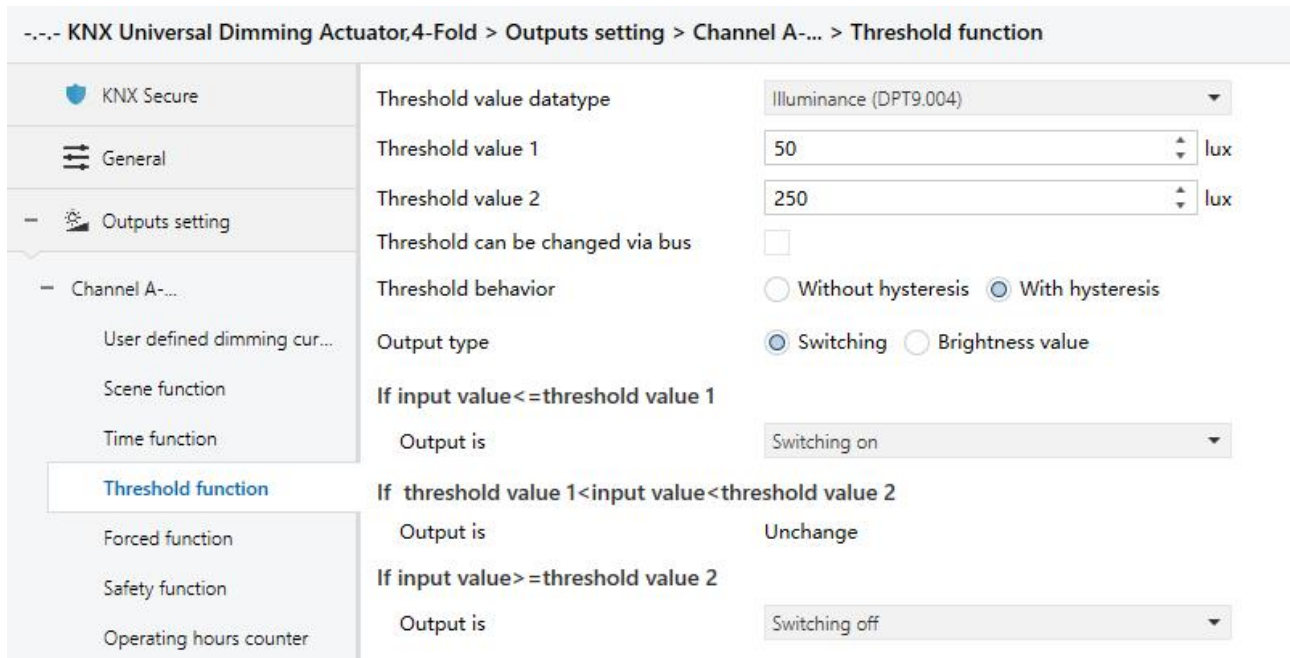 -.-.- KNX Universal Dimming Actuator,4-Fold > Outputs setting > Channel A-... > Threshold function
KNX Secure
General
Outputs setting
Channel A-...
User defined dimming cur...
Scene function
Time function
Threshold function
Forced function
Safety function
Operating hours counter
Threshold value datatype Illuminance (DPT9.004)
Threshold value 1 50 lux
Threshold value 2 250 lux
Threshold can be changed via bus
Threshold behavior Without hysteresis With hysteresis
Output type Switching Brightness value
If input value<=threshold value 1
Output is Switching on
If threshold value 1<input value<threshold value 2
Output is Unchange
If input value>=threshold value 2
Output is Switching off